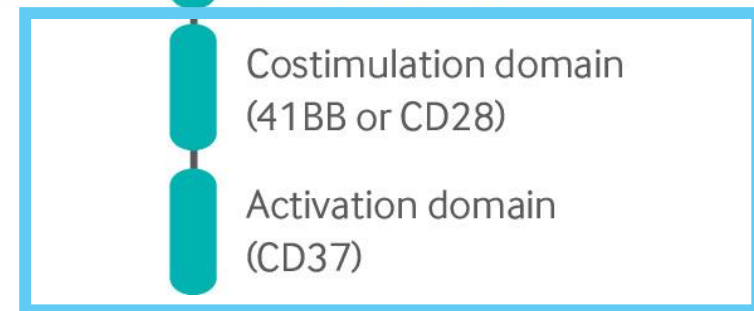 Costimulation domain
(41BB or CD28)
Activation domain
(CD37)